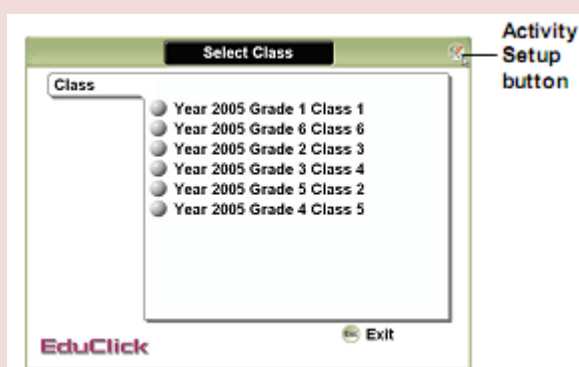 Select Class
Activity
Setup
button
Class
Year 2005 Grade 1 Class 1
Year 2005 Grade 6 Class 6
Year 2005 Grade 2 Class 3
Year 2005 Grade 3 Class 4
Year 2005 Grade 5 Class 2
Year 2005 Grade 4 Class 5
Exit
EduClick